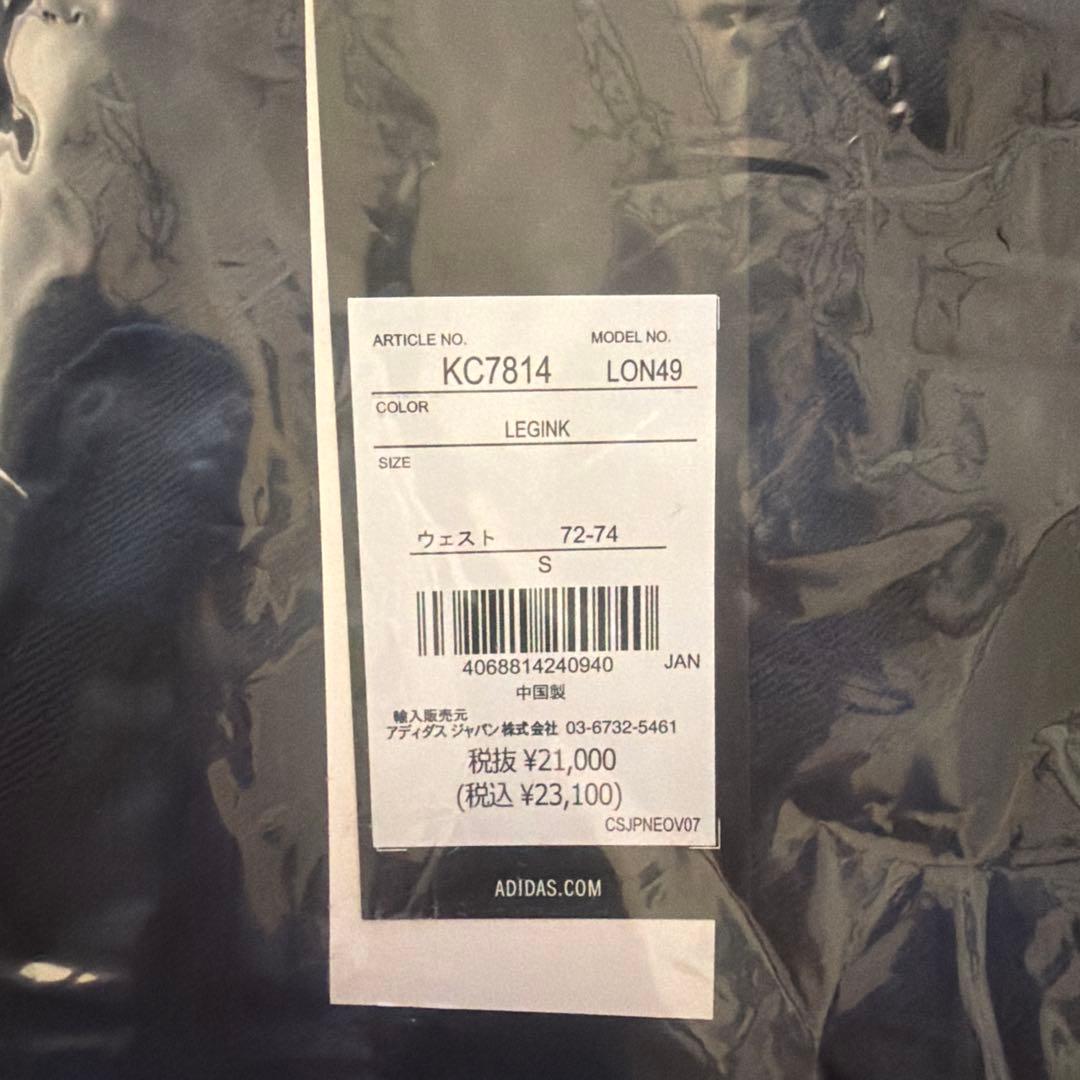 ARTICLE NO. MODEL NO.
KC7814 LON49
COLOR
LEGINK
SIZE
ウェスト 72-74
S
4068814240940 JAN
中国製
輸入販売元
アディダス ジャパン株式会社 03-6732-5461
税抜 ¥21,000
(税込 ¥23,100)
CSJPNEOV07
ADIDAS.COM